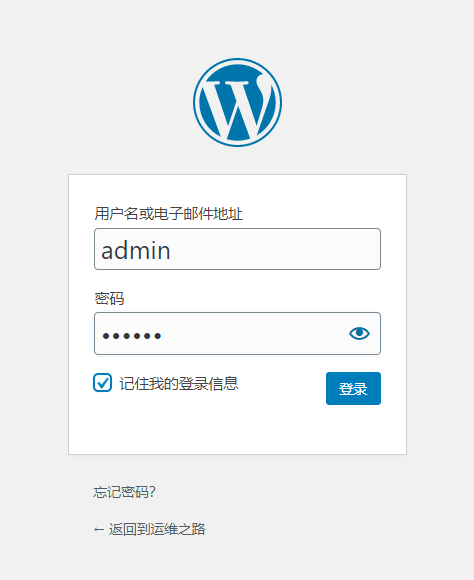 用户名或电子邮件地址
admin
密码
••••••
记住我的登录信息
登录
忘记密码？
← 返回到运维之路